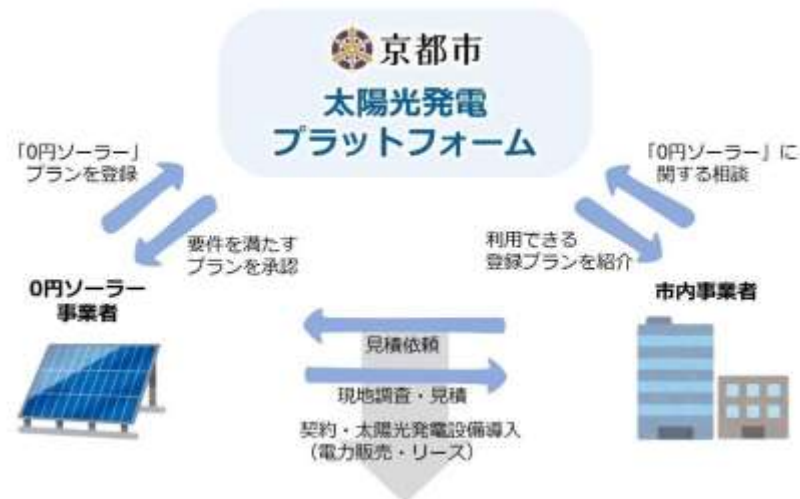 京都市
太陽光発電
プラットフォーム
「0円ソーラー」
プランを登録
「0円ソーラー」に
関する相談
要件を満たす
プランを承認
利用できる
登録プランを紹介
0円ソーラー
事業者
市内事業者
見積依頼
現地調査・見積
契約・太陽光発電設備導入
（電力販売・リース）